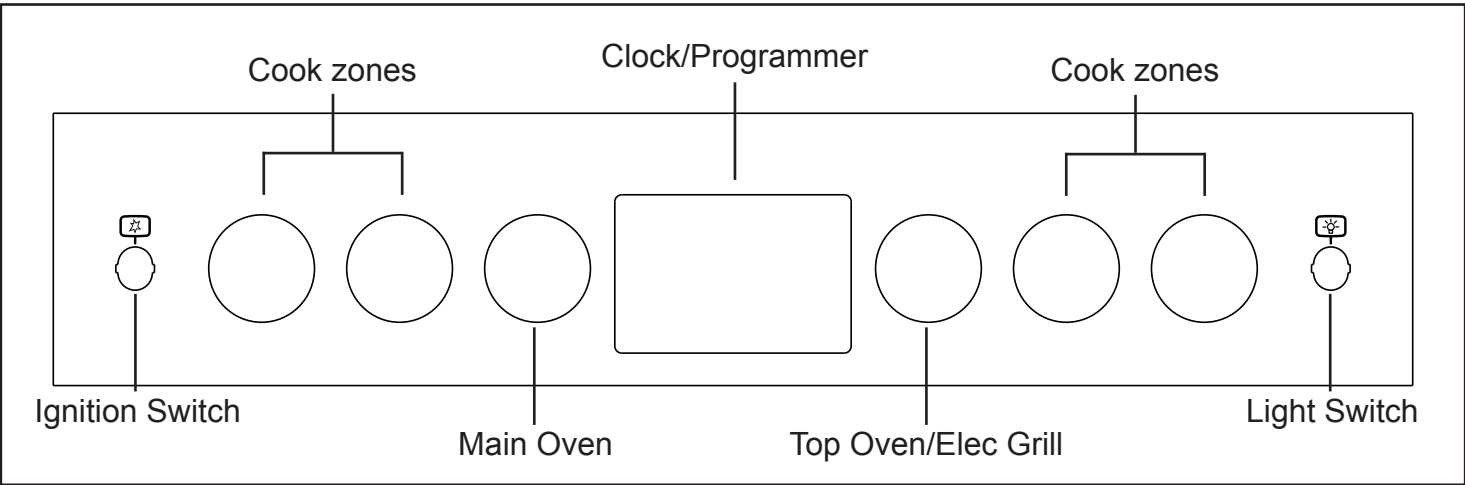 Cook zones
Clock/Programmer
Cook zones
Ignition Switch
Main Oven
Top Oven/Elec Grill
Light Switch